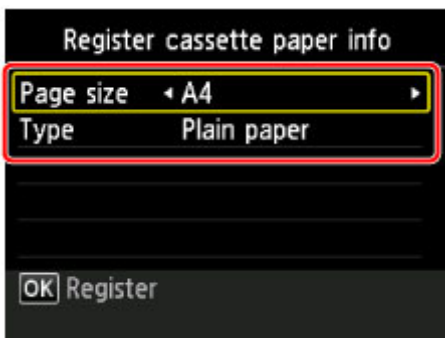 Register cassette paper info
Page size A4
Type Plain paper
OK Register